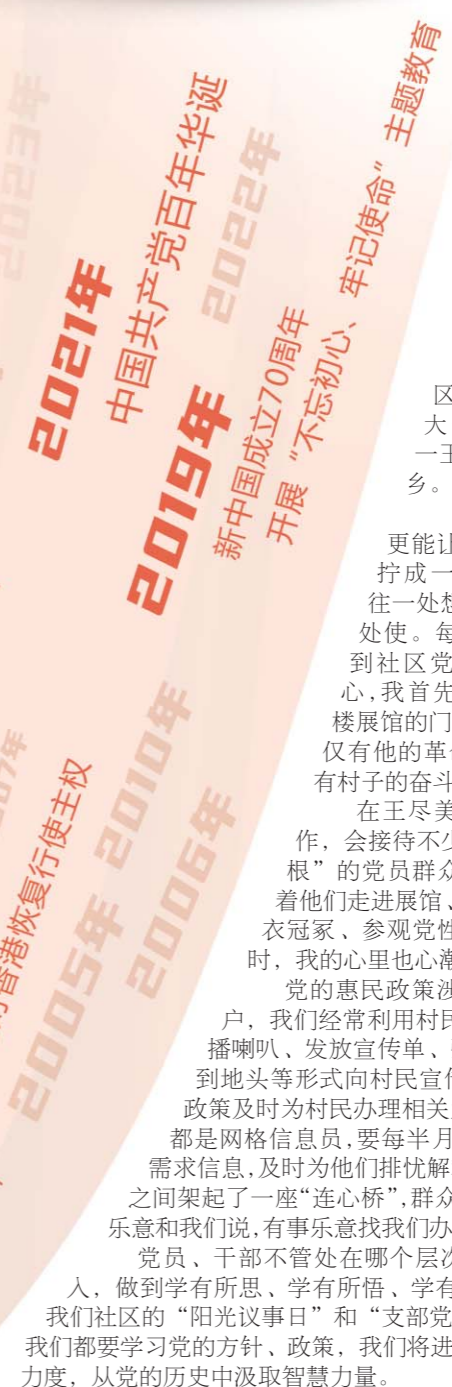 2023年
2022年
2021年
中国共产党百年华诞
2019年
新中国成立70周年
开展“不忘初心、牢记使命”主题教育
2010年
2006年
2005年
香港恢复行使主权
区
大
一王
乡。
更能让
拧成一
往一处想
处使。每
到社区党
心,我首先
楼展馆的门
仅有他的革
有村子的奋斗
在王尽美
作，会接待不少
根”的党员群众
着他们走进展馆、
衣冠冢、参观党性
时，我的心里也心潮
党的惠民政策涉
户，我们经常利用村民
播喇叭、发放宣传单、
到地头等形式向村民宣传
政策及时为村民办理相关
都是网格信息员,要每半月
需求信息,及时为他们排忧解
之间架起了一座“连心桥”,群众
乐意和我们说,有事乐意找我们办
党员、干部不管处在哪个层次
入，做到学有所思、学有所悟、学有
我们社区的“阳光议事日”和“支部党
我们都要学习党的方针、政策，我们将进
力度，从党的历史中汲取智慧力量。